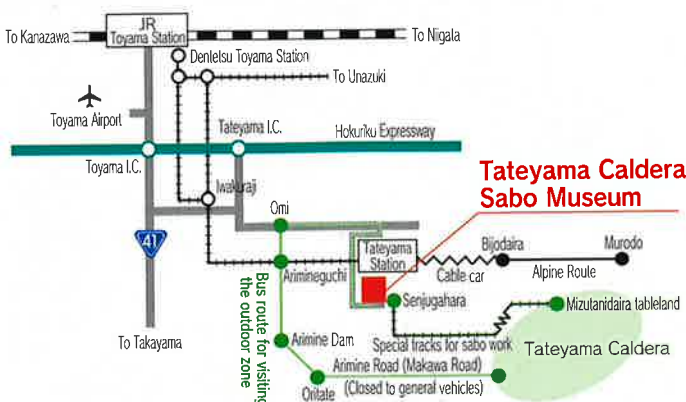 JR
Toyama Station
To Kanazawa
To Niigata
Dentetsu Toyama Station
To Unazuki
Toyama Airport
Tateyama I.C.
Hokuriku Expressway
Toyama I.C.
Iwakuraji
Tateyama Caldera
Sabo Museum
Omi
41
Tateyama
Station
Bijodaira
Murodo
Cable car
Alpine Route
Arimineguchi
Senjugahara
Mizutanidaira tableland
Bus route for visiting
the outdoor zone
To Takayama
Arimine Dam
Special tracks for sabo work
Tateyama Caldera
Arimine Road (Makawa Road)
(Closed to general vehicles)
Oritate